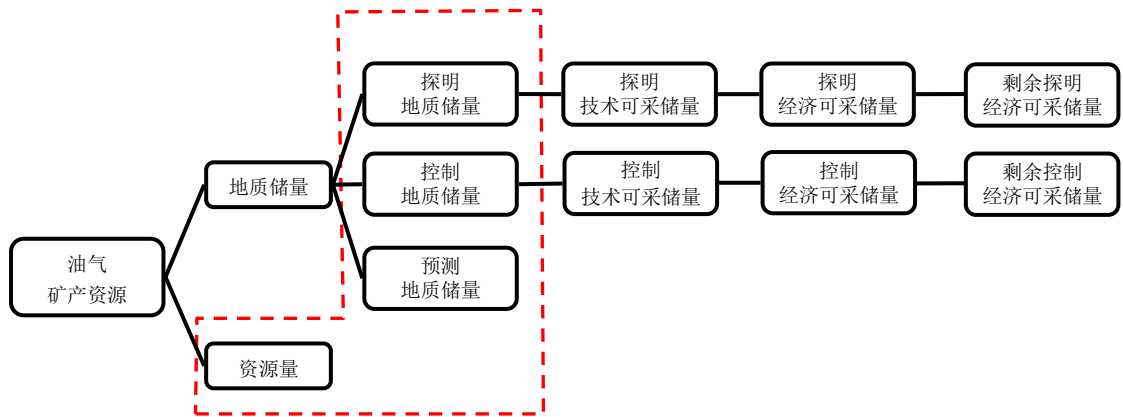 油气
矿产资源
地质储量
资源量
探明
地质储量
控制
地质储量
预测
地质储量
探明
技术可采储量
控制
技术可采储量
探明
经济可采储量
控制
经济可采储量
剩余探明
经济可采储量
剩余控制
经济可采储量